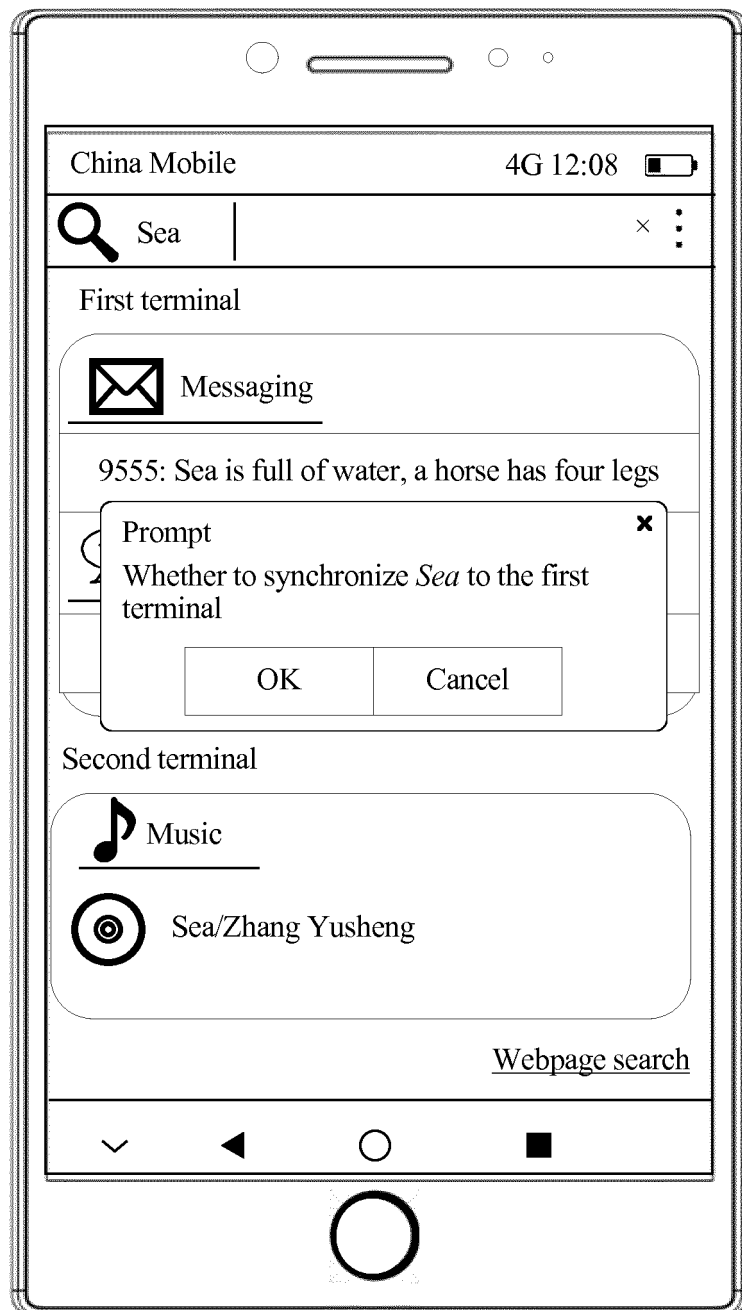 China Mobile 4G 12:08
Sea ×
First terminal
Messaging
9555: Sea is full of water, a horse has four legs
Prompt
Whether to synchronize Sea to the first
terminal
OK Cancel
Second terminal
Music
Sea/Zhang Yusheng
Webpage search